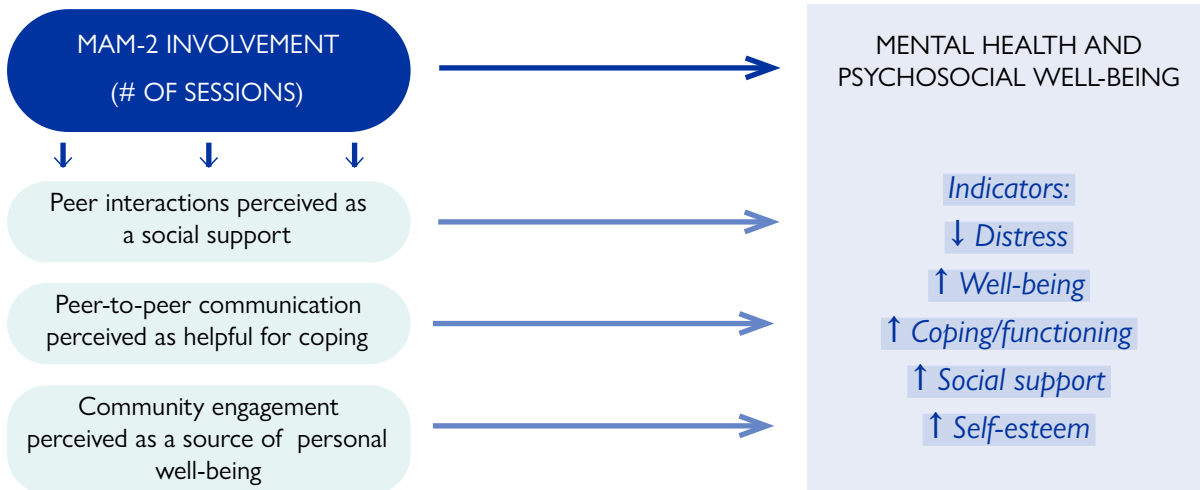 MAM-2 INVOLVEMENT
(# OF SESSIONS)
Peer interactions perceived as
a social support
Peer-to-peer communication
perceived as helpful for coping
Community engagement
perceived as a source of personal
well-being
MENTAL HEALTH AND
PSYCHOSOCIAL WELL-BEING
Indicators:
↓ Distress
↑ Well-being
↑ Coping/functioning
↑ Social support
↑ Self-esteem